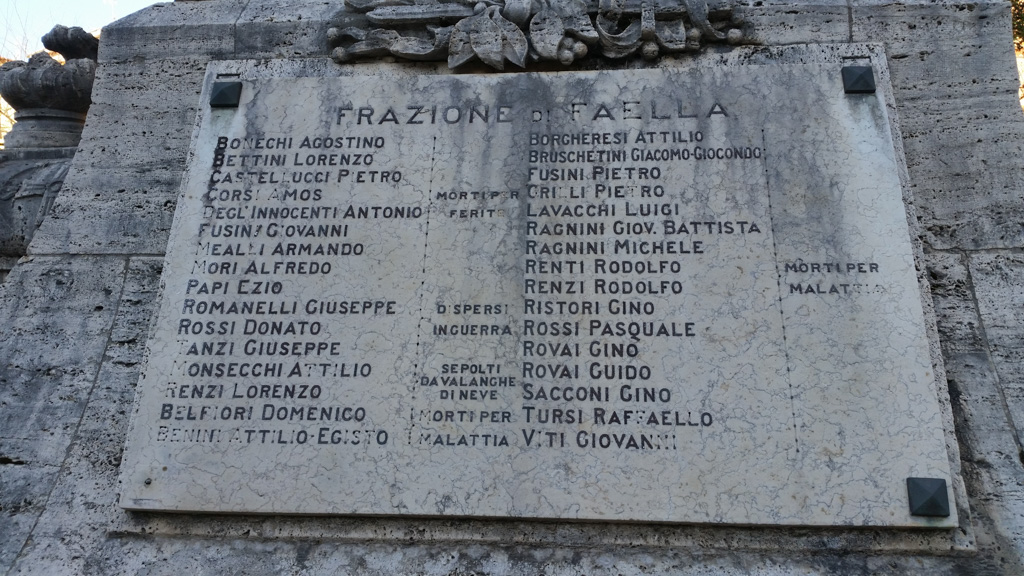 FRAZIONE DI FAELLA
BONECHI AGOSTINO
BETTINI LORENZO
CASTELLUCCI PIETRO
CORSI AMOS
DEGL'INNOCENTI ANTONIO
FUSINI GIOVANNI
MEALLI ARMANDO
MORI ALFREDO
PAPI EZIO
MORTI PER
FERITE
ROMANELLI GIUSEPPE
ROSSI DONATO
DISPERSI
IN GUERRA
GIUSEPPE
MONSECCHI ATTILIO
RENZI LORENZO
SEPOLTI
DA VALANGHE
DI NEVE
BELFIORI DOMENICO
BENINI ATTILIO-EGISTO
MORTI PER
MALATTIA
BORGHERESI ATTILIO
BRUSCHETINI GIACOMO-GIOCONDO
FUSINI PIETRO
GRILLI PIETRO
LAVACCHI LUIGI
RAGNINI GIOV. BATTISTA
RAGNINI MICHELE
RENTI RODOLFO
RENZI RODOLFO
RISTORI GINO
ROSSI PASQUALE
ROVAI GINO
ROVAI GUIDO
SACCONI GINO
TURSI RAFFAELLO
VITI GIOVANNI
MORTI PER
MALATTIA